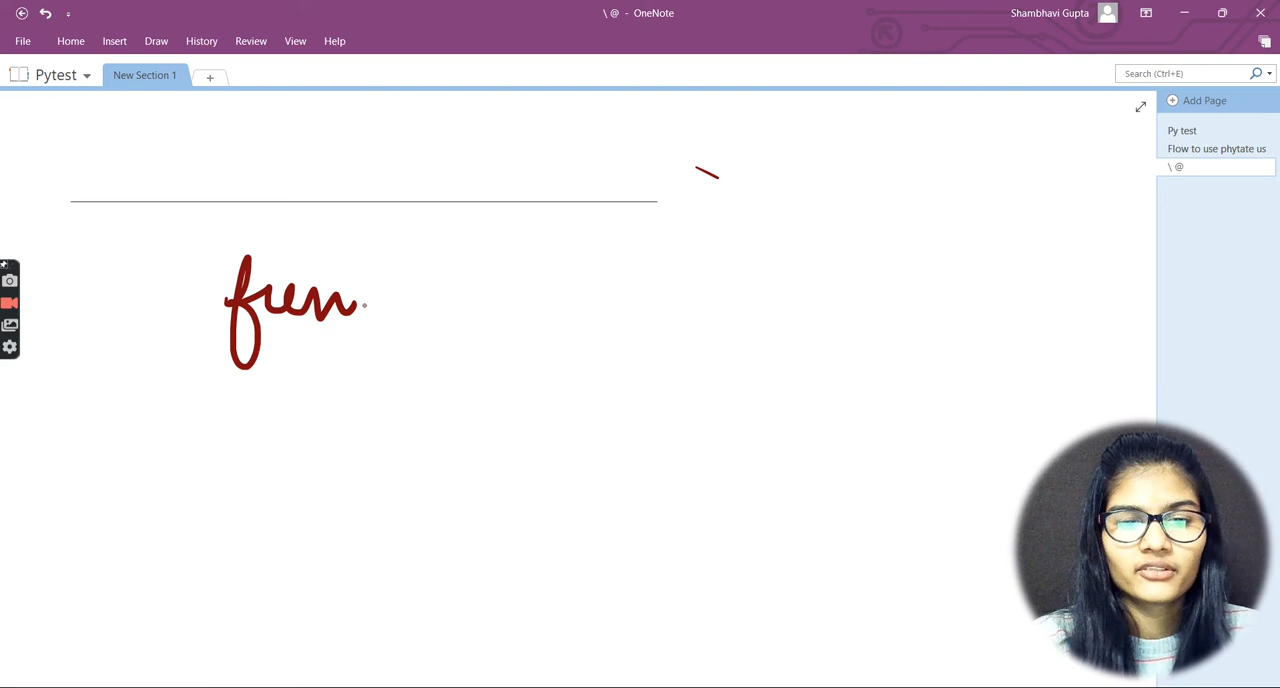 \ @ - OneNote
Shambhavi Gupta
File Home Insert Draw History Review View Help
Pytest
New Section 1
+
Search (Ctrl+E)
Add Page
Py test
Flow to use phytate us
\ @
\
fun